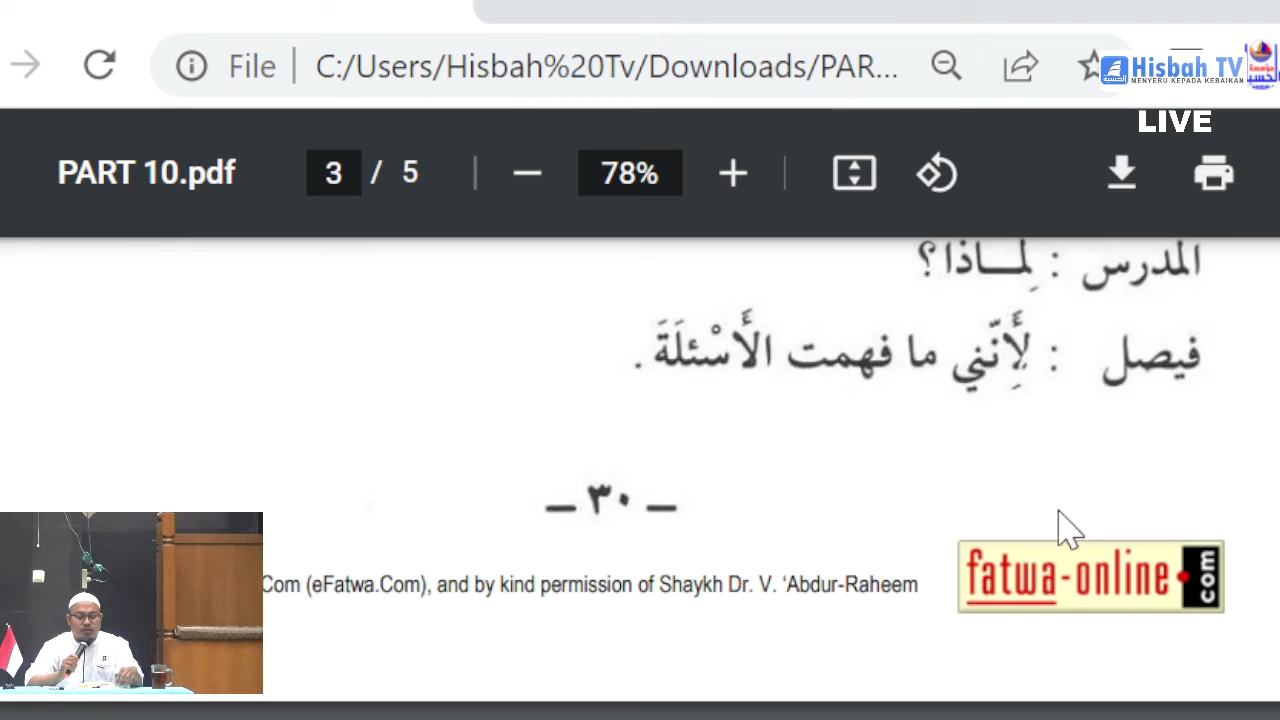 File
C:/Users/Hisbah%20Tv/Downloads/PAR...
Hisbah TV
MENYERU KEPADA KEBAIKAN
LIVE
PART 10.pdf
3 / 5
78%
المدرس : لِمــاذا؟
فيصل : لِأَنَّني ما فهمت الأَسْئلَةَ .
– ٣٠ –
Com (eFatwa.Com), and by kind permission of Shaykh Dr. V. ‘Abdur-Raheem
fatwa-online.com